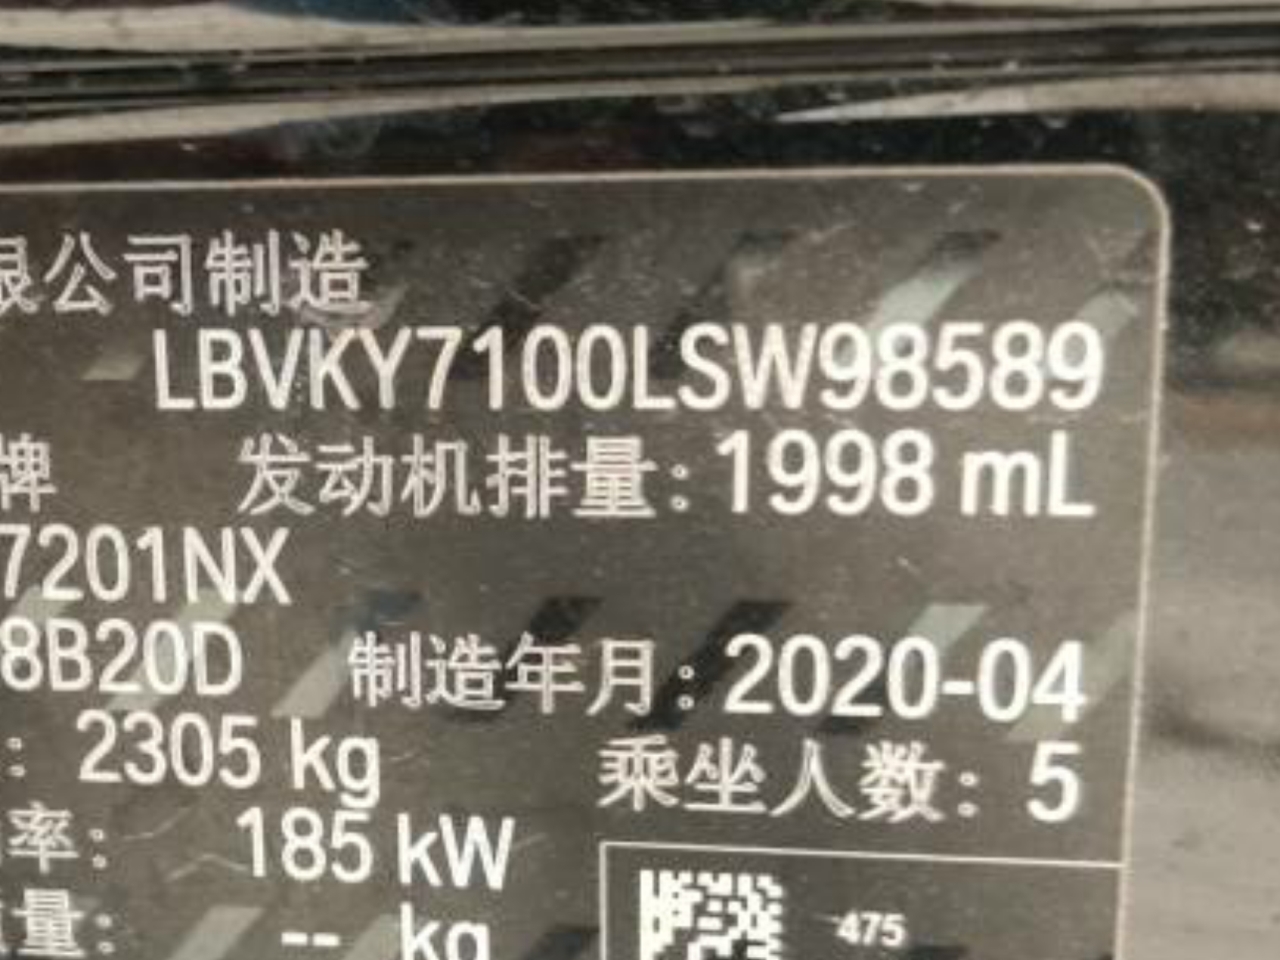 限公司制造
LBVKY7100LSW98589
牌 发动机排量: 1998 mL
7201NX
8B20D 制造年月: 2020-04
: 2305 kg 乘坐人数: 5
率: 185 kW
量: -- kg
475